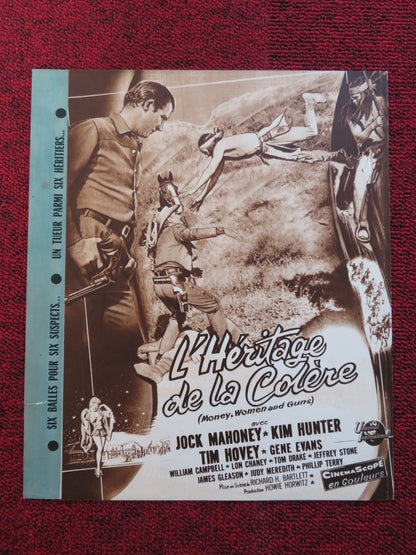 SIX BALLES POUR SIX SUSPECTS... UN TUEUR PARMI SIX HÉRITIERS...
L'Héritage
de la Colère
(Money, Women and Guns)
avec
JOCK MAHONEY ★ KIM HUNTER
TIM HOVEY ★ GENE EVANS
WILLIAM CAMPBELL ★ LON CHANEY ★ TOM DRAKE ★ JEFFREY STONE
JAMES GLEASON ★ JUDY MEREDITH ★ PHILLIP TERRY
Mise en Scène de RICHARD H. BARTLETT
Production HOWIE HORWITZ
CINEMASCOPE
en Couleurs